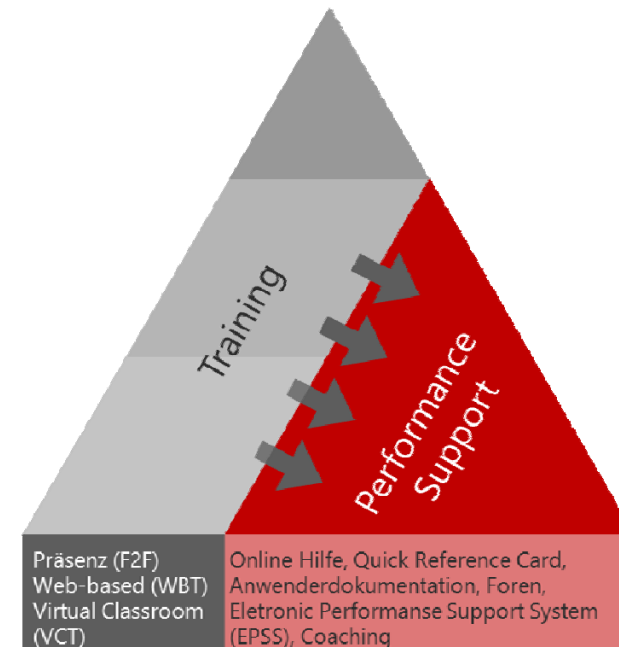 Training
Performance
Support
Präsenz (F2F)
Web-based (WBT)
Virtual Classroom
(VCT)
Online Hilfe, Quick Reference Card,
Anwenderdokumentation, Foren,
Eletronic Performanse Support System
(EPSS), Coaching